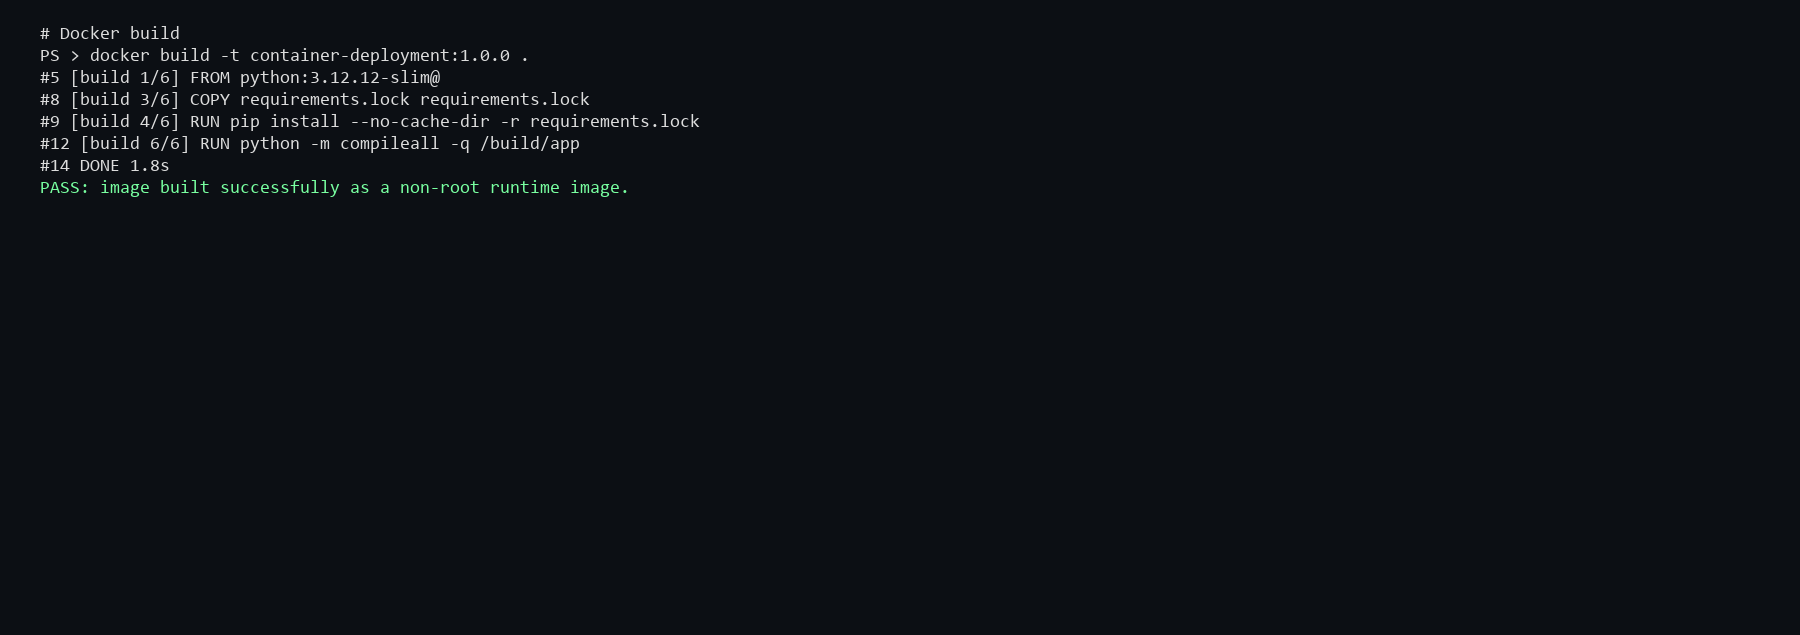 # Docker build
PS > docker build -t container-deployment:1.0.0 .
#5 [build 1/6] FROM python:3.12.12-slim@
#8 [build 3/6] COPY requirements.lock requirements.lock
#9 [build 4/6] RUN pip install --no-cache-dir -r requirements.lock
#12 [build 6/6] RUN python -m compileall -q /build/app
#14 DONE 1.8s
PASS: image built successfully as a non-root runtime image.